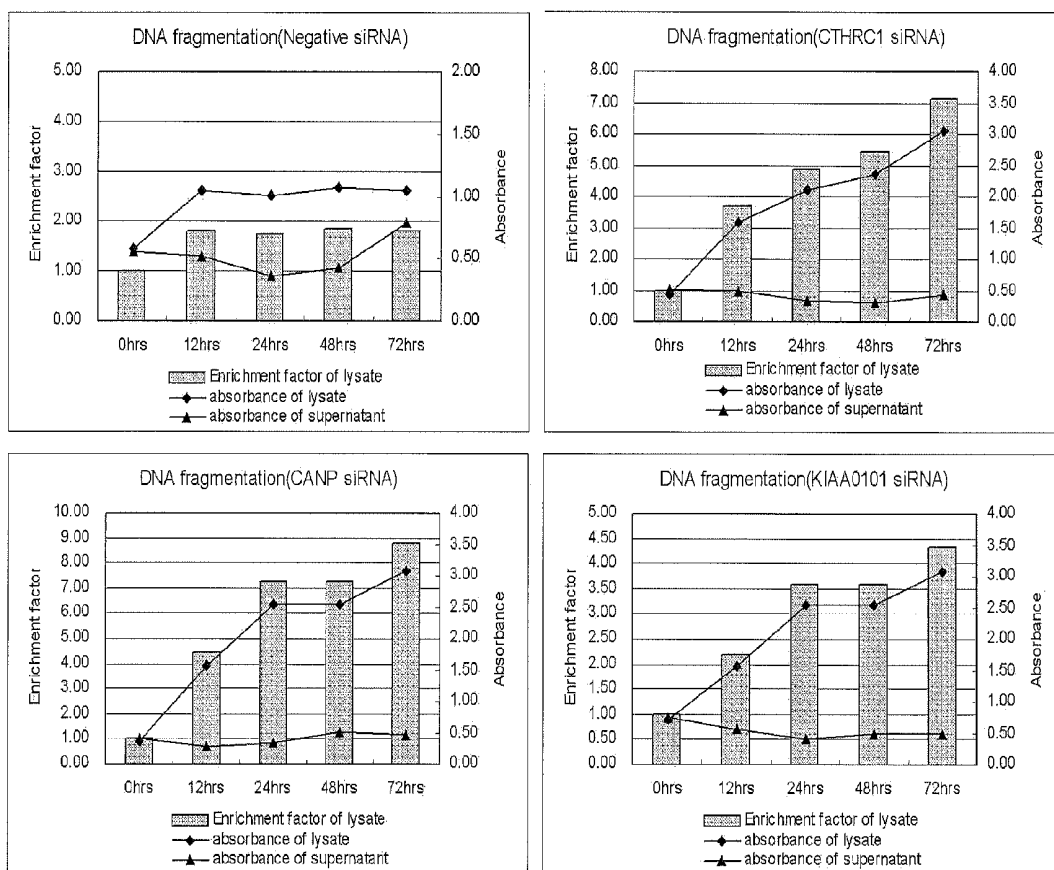 DNA fragmentation(Negative siRNA)
5.00
4.00
3.00
2.00
1.00
0.00
Enrichment factor
2.00
1.50
1.00
0.50
0.00
Absorbance
0hrs 12hrs 24hrs 48hrs 72hrs
Enrichment factor of lysate
absorbance of lysate
absorbance of supernatant
DNA fragmentation(CTHRC1 siRNA)
8.00
7.00
6.00
5.00
4.00
3.00
2.00
1.00
0.00
Enrichment factor
4.00
3.50
3.00
2.50
2.00
1.50
1.00
0.50
0.00
Absorbance
0hrs 12hrs 24hrs 48hrs 72hrs
Enrichment factor of lysate
absorbance of lysate
absorbance of supernatant
DNA fragmentation(CANP siRNA)
10.00
9.00
8.00
7.00
6.00
5.00
4.00
3.00
2.00
1.00
0.00
Enrichment factor
4.00
3.50
3.00
2.50
2.00
1.50
1.00
0.50
0.00
Absorbance
0hrs 12hrs 24hrs 48hrs 72hrs
Enrichment factor of lysate
absorbance of lysate
absorbance of supernatant
DNA fragmentation(KIAA0101 siRNA)
5.00
4.50
4.00
3.50
3.00
2.50
2.00
1.50
1.00
0.50
0.00
Enrichment factor
4.00
3.50
3.00
2.50
2.00
1.50
1.00
0.50
0.00
Absorbance
0hrs 12hrs 24hrs 48hrs 72hrs
Enrichment factor of lysate
absorbance of lysate
absorbance of supernatant